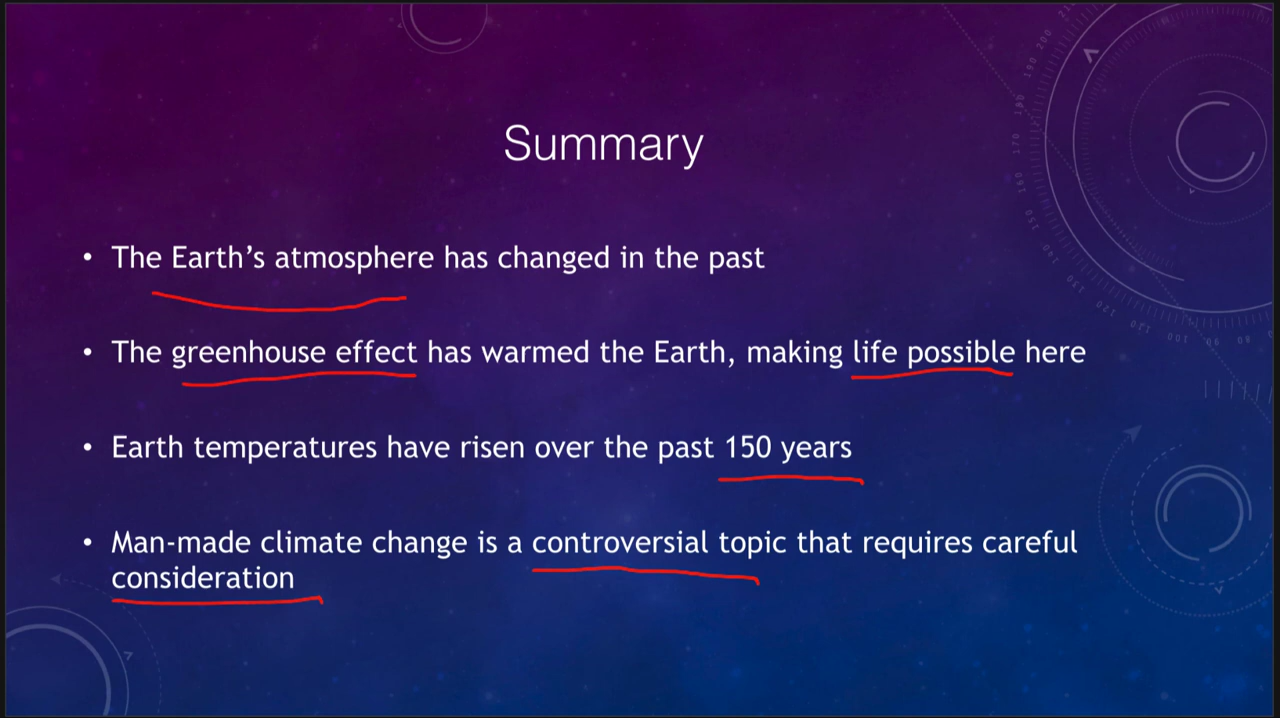 Summary
• The Earth’s atmosphere has changed in the past
• The greenhouse effect has warmed the Earth, making life possible here
• Earth temperatures have risen over the past 150 years
• Man-made climate change is a controversial topic that requires careful
consideration